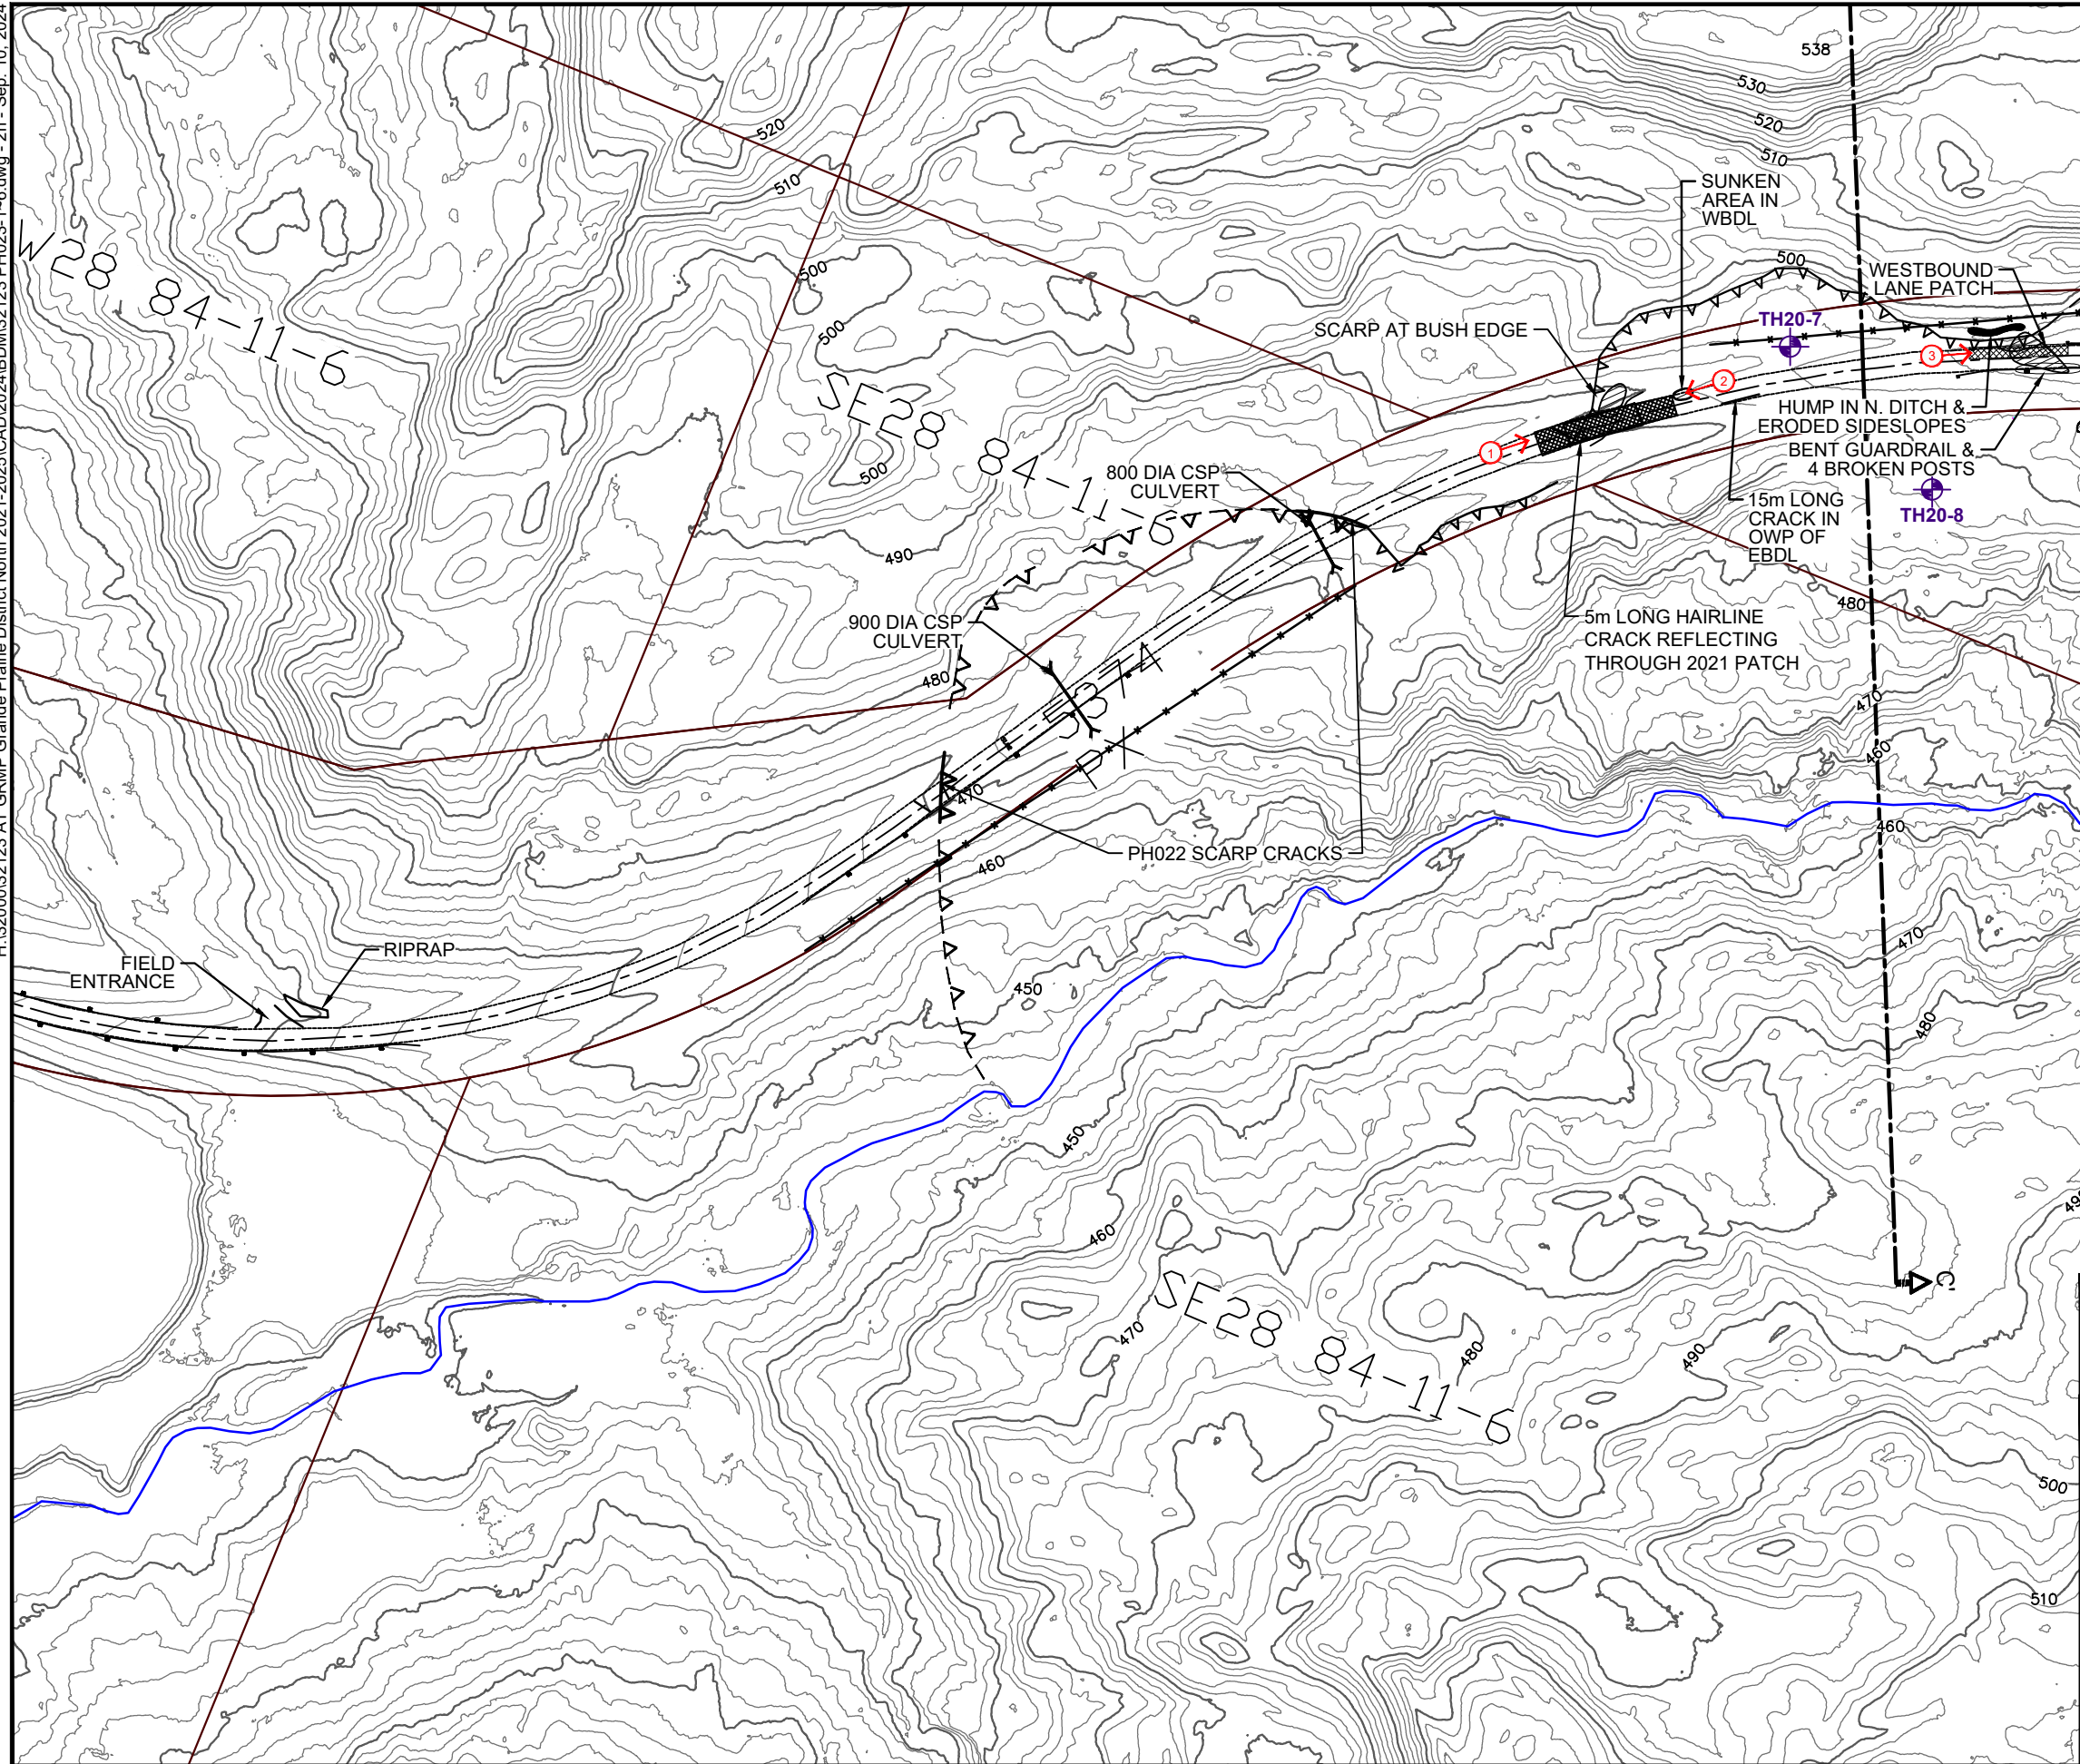 538
530
520
510
520
510
SUNKEN
AREA IN
WBDL
500
WESTBOUND
LANE PATCH
W 28 84-11-6
500
500
TH20-7
SCARP AT BUSH EDGE
3
2
SE28 84-11-6
HUMP IN N. DITCH &
ERODED SIDESLOPES
1
BENT GUARDRAIL &
4 BROKEN POSTS
500
800 DIA CSP
CULVERT
15m LONG
CRACK IN
OWP OF
EBDL
TH20-8
490
480
900 DIA CSP
CULVERT
5m LONG HAIRLINE
CRACK REFLECTING
THROUGH 2021 PATCH
480
470
460
470
460
PH022 SCARP CRACKS
460
RIPRAP
470
FIELD
ENTRANCE
450
480
450
460
C'
SE28 84-11-6
470
480
490
500
510